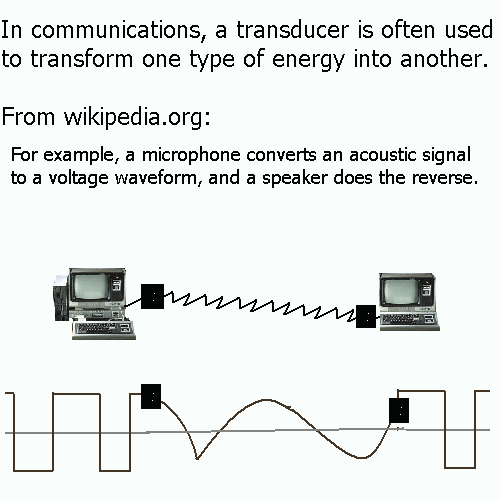 In communications, a transducer is often used
to transform one type of energy into another.
From wikipedia.org:
For example, a microphone converts an acoustic signal
to a voltage waveform, and a speaker does the reverse.